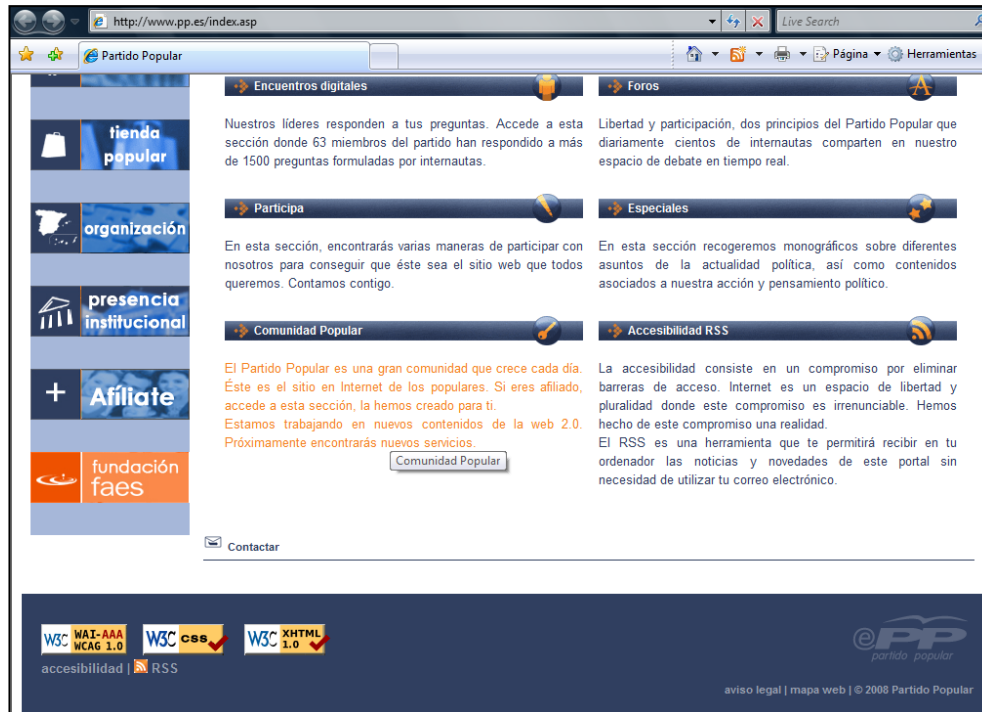 http://www.pp.es/index.asp
Live Search
Partido Popular
Página
Herramientas
tienda
popular
organización
presencia
institucional
+ Afíliate
fundación
faes
Encuentros digitales
Nuestros líderes responden a tus preguntas. Accede a esta
sección donde 63 miembros del partido han respondido a más
de 1500 preguntas formuladas por internautas.
Foros
Libertad y participación, dos principios del Partido Popular que
diariamente cientos de internautas comparten en nuestro
espacio de debate en tiempo real.
Participa
En esta sección, encontrarás varias maneras de participar con
nosotros para conseguir que éste sea el sitio web que todos
queremos. Contamos contigo.
Especiales
En esta sección recogeremos monográficos sobre diferentes
asuntos de la actualidad política, así como contenidos
asociados a nuestra acción y pensamiento político.
Comunidad Popular
El Partido Popular es una gran comunidad que crece cada día.
Éste es el sitio en Internet de los populares. Si eres afiliado,
accede a esta sección, la hemos creado para ti.
Estamos trabajando en nuevos contenidos de la web 2.0.
Próximamente encontrarás nuevos servicios.
Comunidad Popular
Accesibilidad RSS
La accesibilidad consiste en un compromiso por eliminar
barreras de acceso. Internet es un espacio de libertad y
pluralidad donde este compromiso es irrenunciable. Hemos
hecho de este compromiso una realidad.
El RSS es una herramienta que te permitirá recibir en tu
ordenador las noticias y novedades de este portal sin
necesidad de utilizar tu correo electrónico.
Contactar
W3C WAI-AAA WCAG 1.0
W3C css
W3C XHTML 1.0
accesibilidad | RSS
ePP
partido popular
aviso legal | mapa web | © 2008 Partido Popular